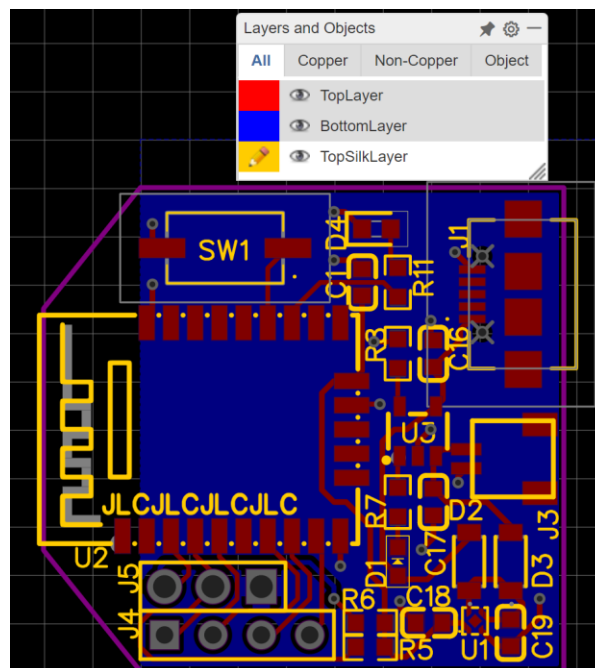 Layers and Objects
All Copper Non-Copper Object
TopLayer
BottomLayer
TopSilkLayer
SW1
D4
J1
C1
R11
R3
C16
U3
JLCJLCJLCJLC
R7
D2
J3
U2
D1
C17
D3
J5
J4
R6
C18
R5
U1
C19